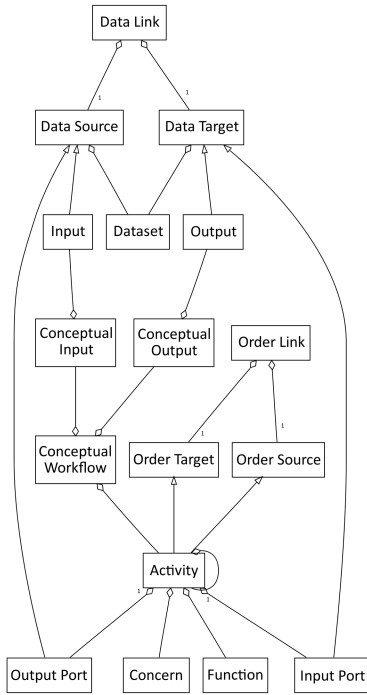 Data Link
1
1
Data Source
Data Target
Input
Dataset
Output
Conceptual
Input
Conceptual
Output
Order Link
1
1
Conceptual
Workflow
Order Target
Order Source
Activity
1
1
Output Port
Concern
Function
Input Port